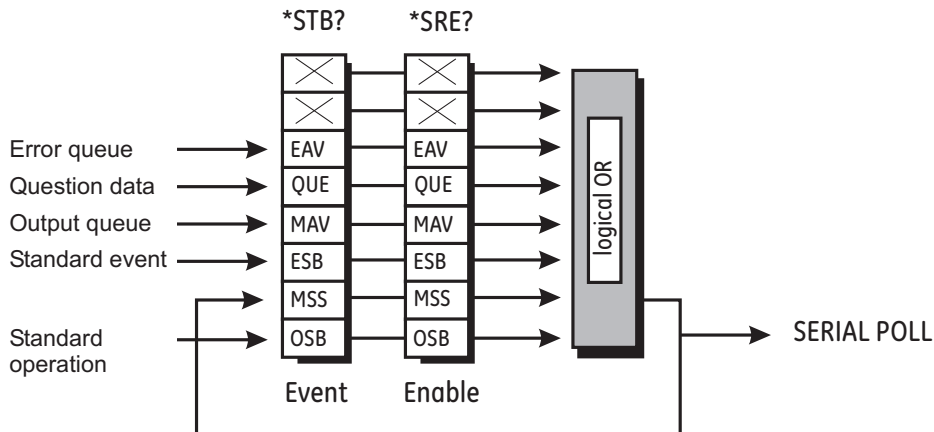 *STB? *SRE?
Error queue EAV EAV
Question data QUE QUE
Output queue MAV MAV
Standard event ESB ESB
MSS MSS
Standard OSB OSB
operation
logical OR
SERIAL POLL
Event Enable